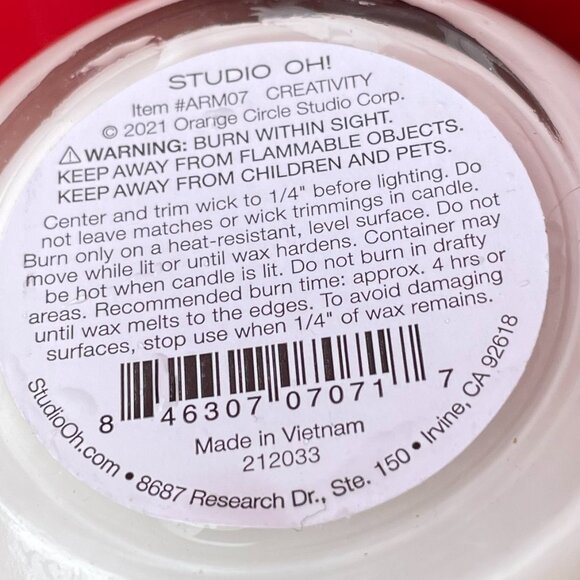 STUDIO OH!
Item #ARM07 CREATIVITY
© 2021 Orange Circle Studio Corp.
⚠WARNING: BURN WITHIN SIGHT.
KEEP AWAY FROM FLAMMABLE OBJECTS.
KEEP AWAY FROM CHILDREN AND PETS.
Center and trim wick to 1/4" before lighting. Do
not leave matches or wick trimmings in candle.
Burn only on a heat-resistant, level surface. Do not
move while lit or until wax hardens. Container may
be hot when candle is lit. Do not burn in drafty
areas. Recommended burn time: approx. 4 hrs or
until wax melts to the edges. To avoid damaging
surfaces, stop use when 1/4" of wax remains.
8 46307 07071 7
Made in Vietnam
212033
StudioOh.com • 8687 Research Dr., Ste. 150 • Irvine, CA 92618